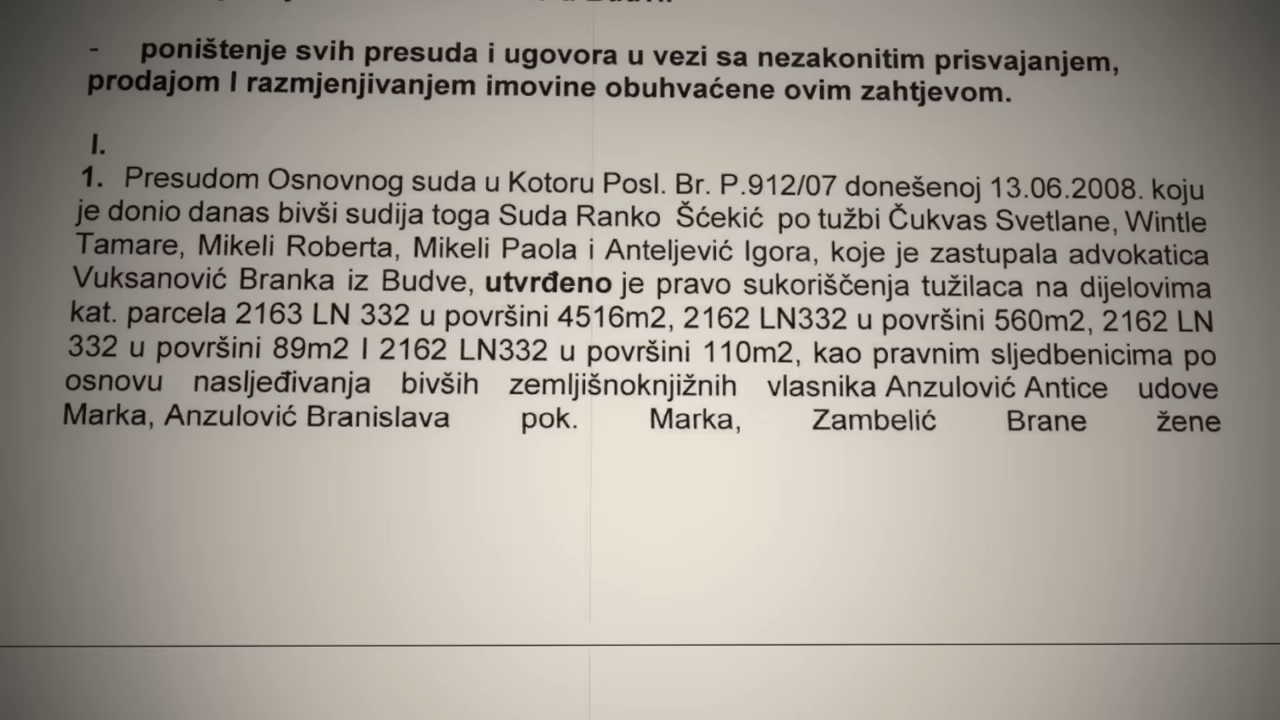 - poništenje svih presuda i ugovora u vezi sa nezakonitim prisvajanjem,
prodajom I razmjenjivanjem imovine obuhvaćene ovim zahtjevom.
I.
1. Presudom Osnovnog suda u Kotoru Posl. Br. P.912/07 donešenoj 13.06.2008. koju
je donio danas bivši sudija toga Suda Ranko Šćekić po tužbi Čukvas Svetlane, Wintle
Tamare, Mikeli Roberta, Mikeli Paola i Anteljević Igora, koje je zastupala advokatica
Vuksanović Branka iz Budve, utvrđeno je pravo sukoriščenja tužilaca na dijelovima
kat. parcela 2163 LN 332 u površini 4516m2, 2162 LN332 u površini 560m2, 2162 LN
332 u površini 89m2 I 2162 LN332 u površini 110m2, kao pravnim sljedbenicima po
osnovu nasljeđivanja bivših zemljišnoknjižnih vlasnika Anzulović Antice udove
Marka, Anzulović Branislava pok. Marka, Zambelić Brane žene